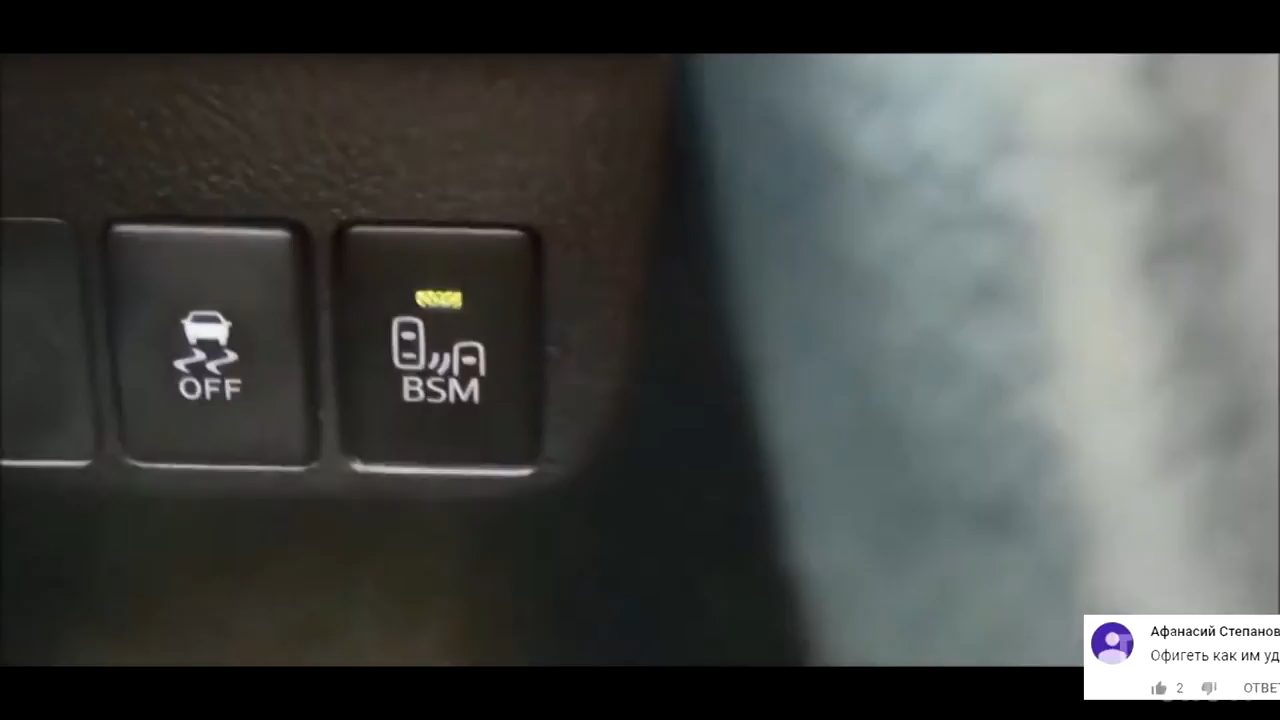 OFF
BSM
Афанасий Степанов
Офигеть как им уд
2
ОТВЕТ